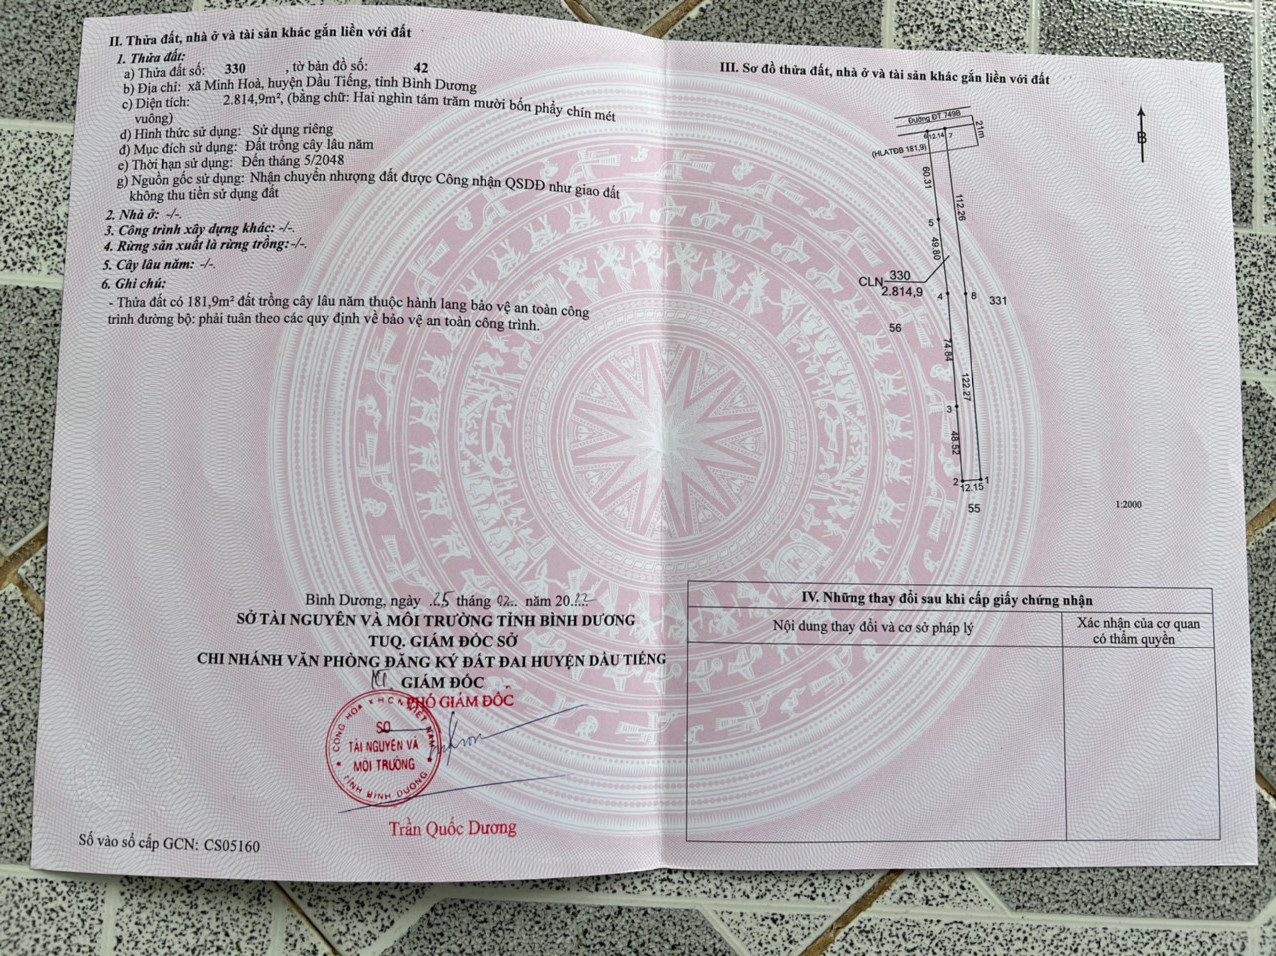 II. Thửa đất, nhà ở và tài sản khác gắn liền với đất
1. Thửa đất:
a) Thửa đất số: 330 , tờ bản đồ số: 42
b) Địa chỉ: xã Minh Hoà, huyện Dầu Tiếng, tỉnh Bình Dương
c) Diện tích: 2.814,9m², (bằng chữ: Hai nghìn tám trăm mười bốn phẩy chín mét
vuông)
d) Hình thức sử dụng: Sử dụng riêng
đ) Mục đích sử dụng: Đất trồng cây lâu năm
e) Thời hạn sử dụng: Đến tháng 5/2048
g) Nguồn gốc sử dụng: Nhận chuyển nhượng đất được Công nhận QSDĐ như giao đất
không thu tiền sử dụng đất
2. Nhà ở: -/-.
3. Công trình xây dựng khác: -/-.
4. Rừng sản xuất là rừng trồng: -/-.
5. Cây lâu năm: -/-.
6. Ghi chú:
- Thửa đất có 181,9m² đất trồng cây lâu năm thuộc hành lang bảo vệ an toàn công
trình đường bộ: phải tuân theo các quy định về bảo vệ an toàn công trình.
Bình Dương, ngày 25 tháng 02 năm 2022
SỞ TÀI NGUYÊN VÀ MÔI TRƯỜNG TỈNH BÌNH DƯƠNG
TUQ. GIÁM ĐỐC SỞ
CHI NHÁNH VĂN PHÒNG ĐĂNG KÝ ĐẤT ĐAI HUYỆN DẦU TIẾNG
KT GIÁM ĐỐC
PHÓ GIÁM ĐỐC
CỘNG HÒA XHCN VIỆT NAM
SỞ
TÀI NGUYÊN VÀ
MÔI TRƯỜNG
TỈNH BÌNH DƯƠNG
Trần Quốc Dương
Số vào sổ cấp GCN: CS05160
III. Sơ đồ thửa đất, nhà ở và tài sản khác gắn liền với đất
Đường ĐT 749B
21m
6 12.14 7
(HLATĐB 181,9)
B
60.31
112.26
5
49.80
330
CLN
2.814,9
4
8
331
56
74.84
122.27
3
48.52
2
1
12.15
55
1:2000
IV. Những thay đổi sau khi cấp giấy chứng nhận
Nội dung thay đổi và cơ sở pháp lý
Xác nhận của cơ quan
có thẩm quyền